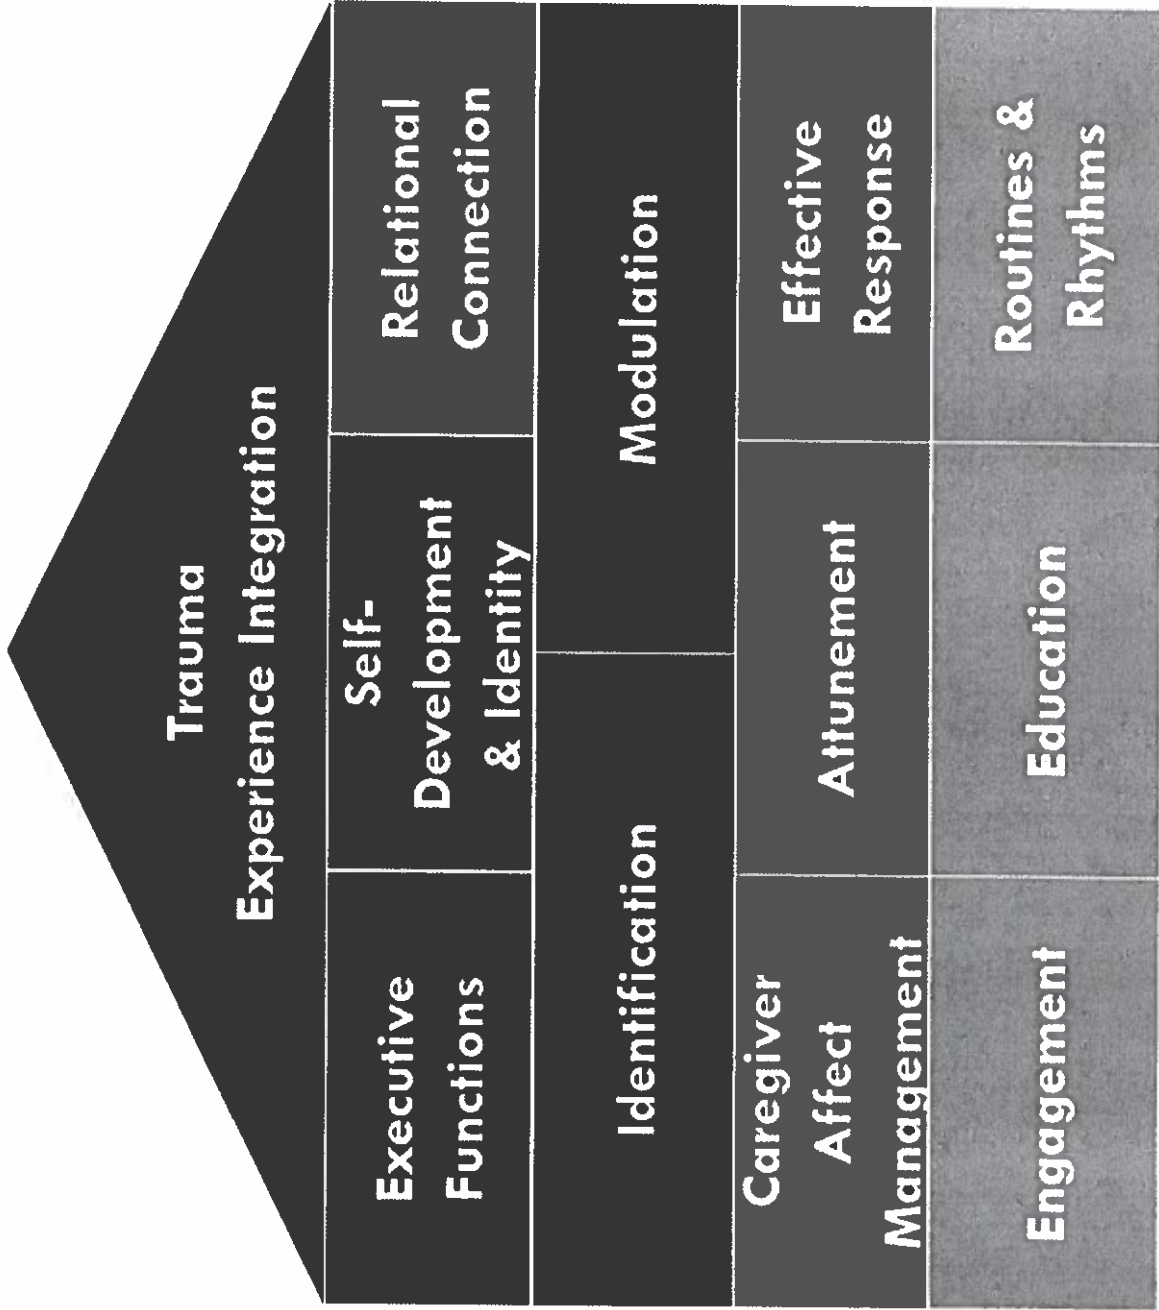 Trauma
Experience Integration
Executive
Functions
Self-
Development
& Identity
Relational
Connection
Identification
Modulation
Caregiver
Affect
Management
Attunement
Effective
Response
Engagement
Education
Routines &
Rhythms